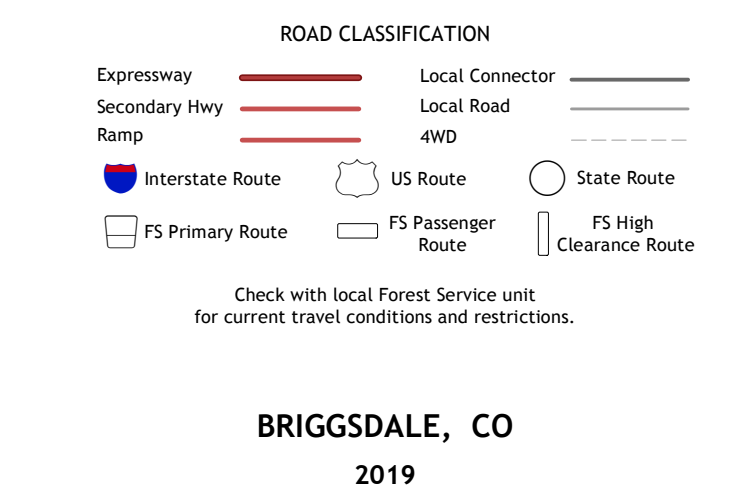 ROAD CLASSIFICATION
Expressway
Local Connector
Secondary Hwy
Local Road
Ramp
4WD
Interstate Route
US Route
State Route
FS Primary Route
FS Passenger
Route
FS High
Clearance Route
Check with local Forest Service unit
for current travel conditions and restrictions.
BRIGGSDALE, CO
2019